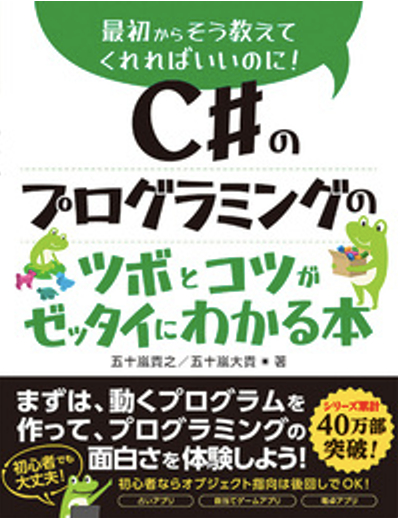 最初からそう教えて
くれればいいのに!
C#の
プログラミングの
ツボとコツが
ゼッタイにわかる本
五十嵐貴之/五十嵐大貴■著
まずは、動くプログラムを
作って、プログラミングの
面白さを体験しよう!
シリーズ累計
40万部
突破!
初心者でも
大丈夫!
初心者ならオブジェクト指向は後回しでOK!
占いアプリ
数当てゲームアプリ
電卓アプリ